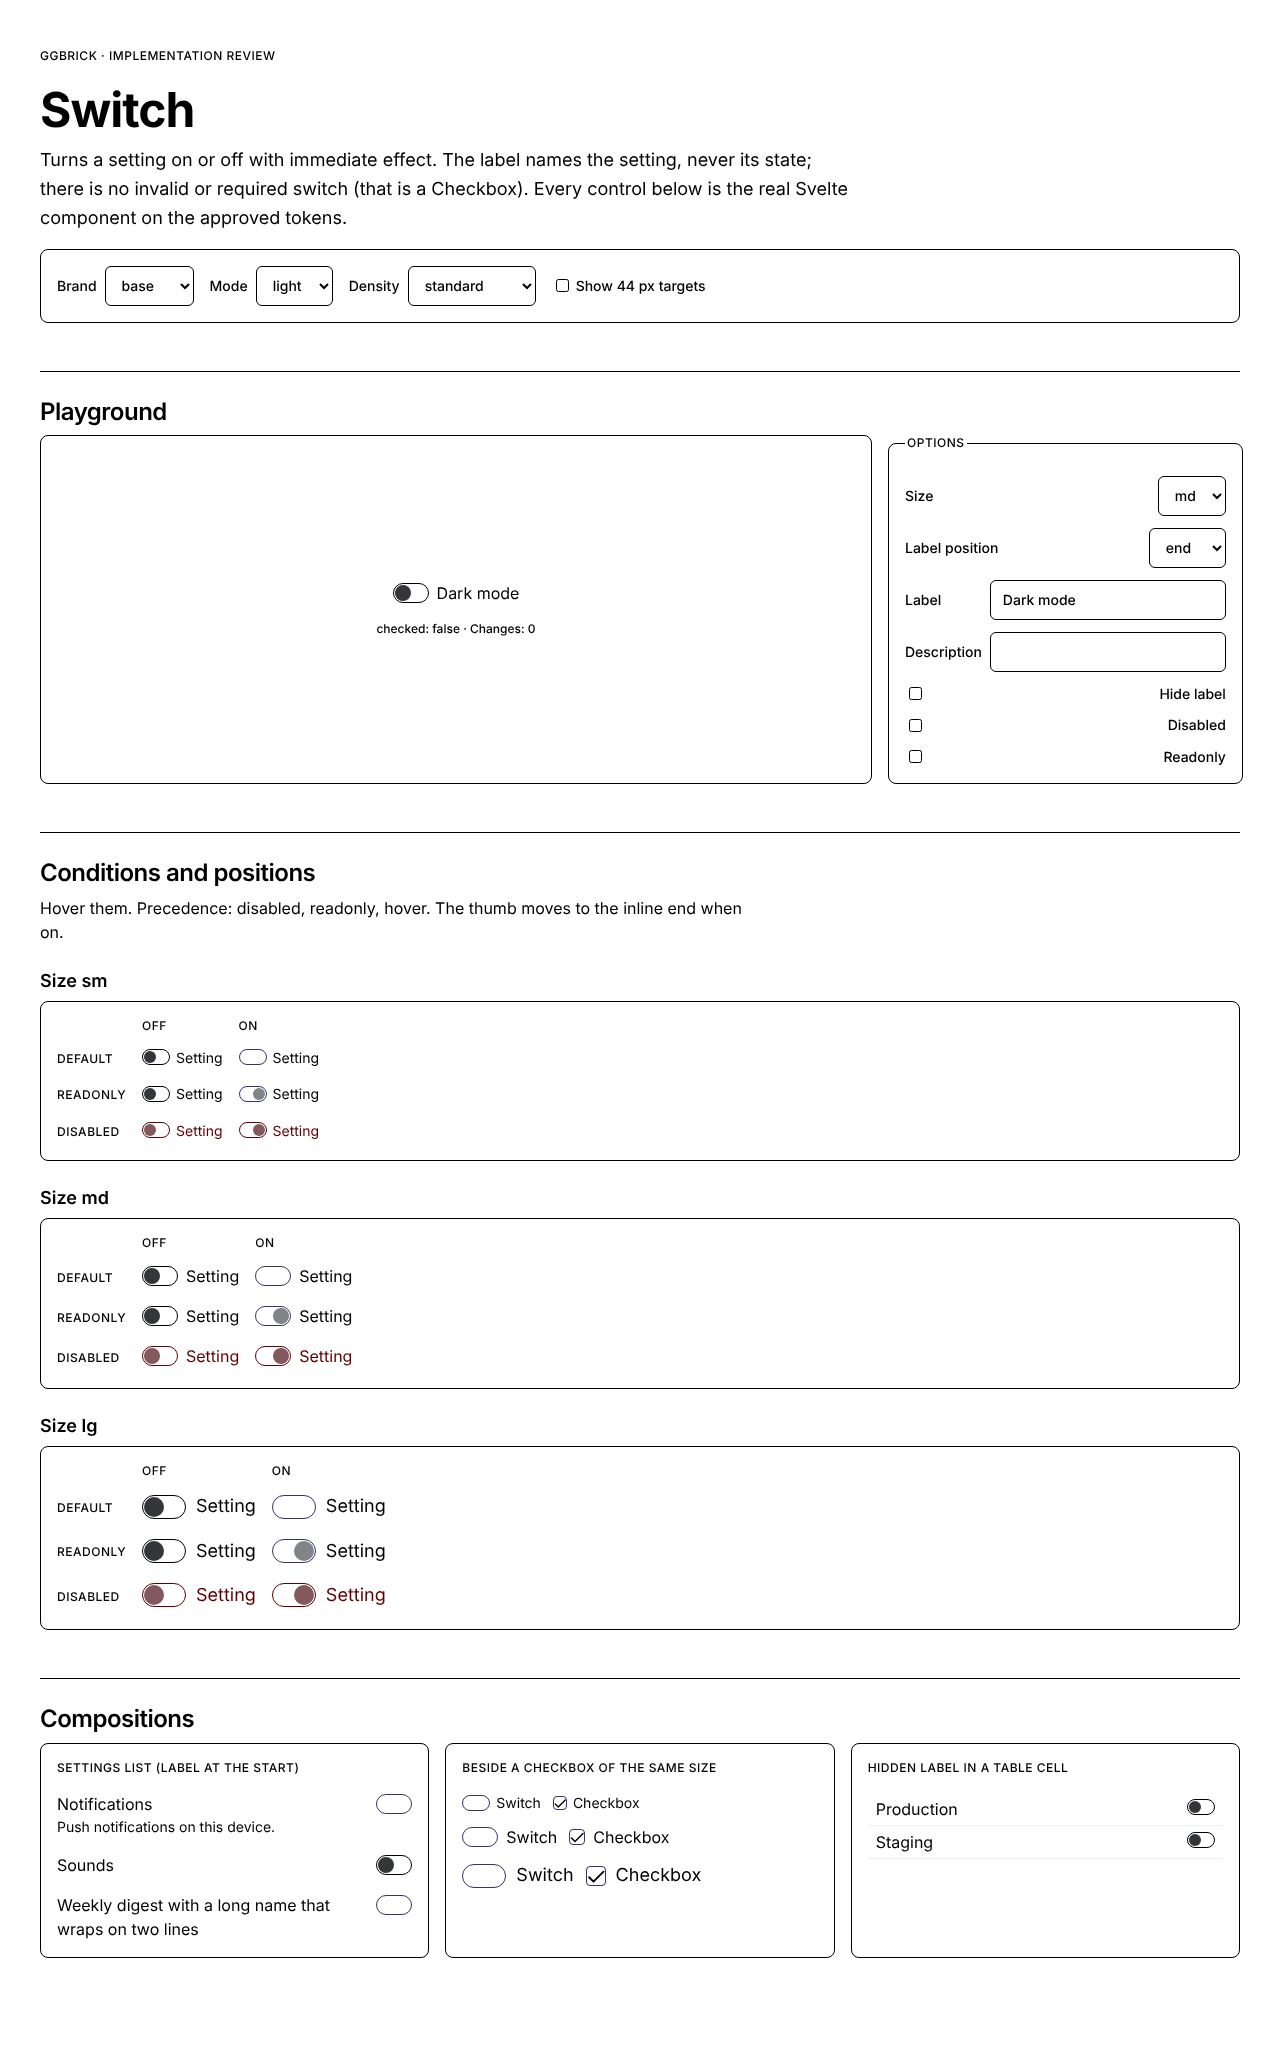 GGBRICK · IMPLEMENTATION REVIEW
Switch
Turns a setting on or off with immediate effect. The label names the setting, never its state;
there is no invalid or required switch (that is a Checkbox). Every control below is the real Svelte
component on the approved tokens.
Brand base Mode light Density standard Show 44 px targets
Playground
Dark mode
checked: false · Changes: 0
OPTIONS
Size md
Label position end
Label Dark mode
Description
Hide label
Disabled
Readonly
Conditions and positions
Hover them. Precedence: disabled, readonly, hover. The thumb moves to the inline end when
on.
Size sm
OFF ON
DEFAULT Setting Setting
READONLY Setting Setting
DISABLED Setting Setting
Size md
OFF ON
DEFAULT Setting Setting
READONLY Setting Setting
DISABLED Setting Setting
Size lg
OFF ON
DEFAULT Setting Setting
READONLY Setting Setting
DISABLED Setting Setting
Compositions
SETTINGS LIST (LABEL AT THE START)
Notifications
Push notifications on this device.
Sounds
Weekly digest with a long name that
wraps on two lines
BESIDE A CHECKBOX OF THE SAME SIZE
Switch Checkbox
Switch Checkbox
Switch Checkbox
HIDDEN LABEL IN A TABLE CELL
Production
Staging